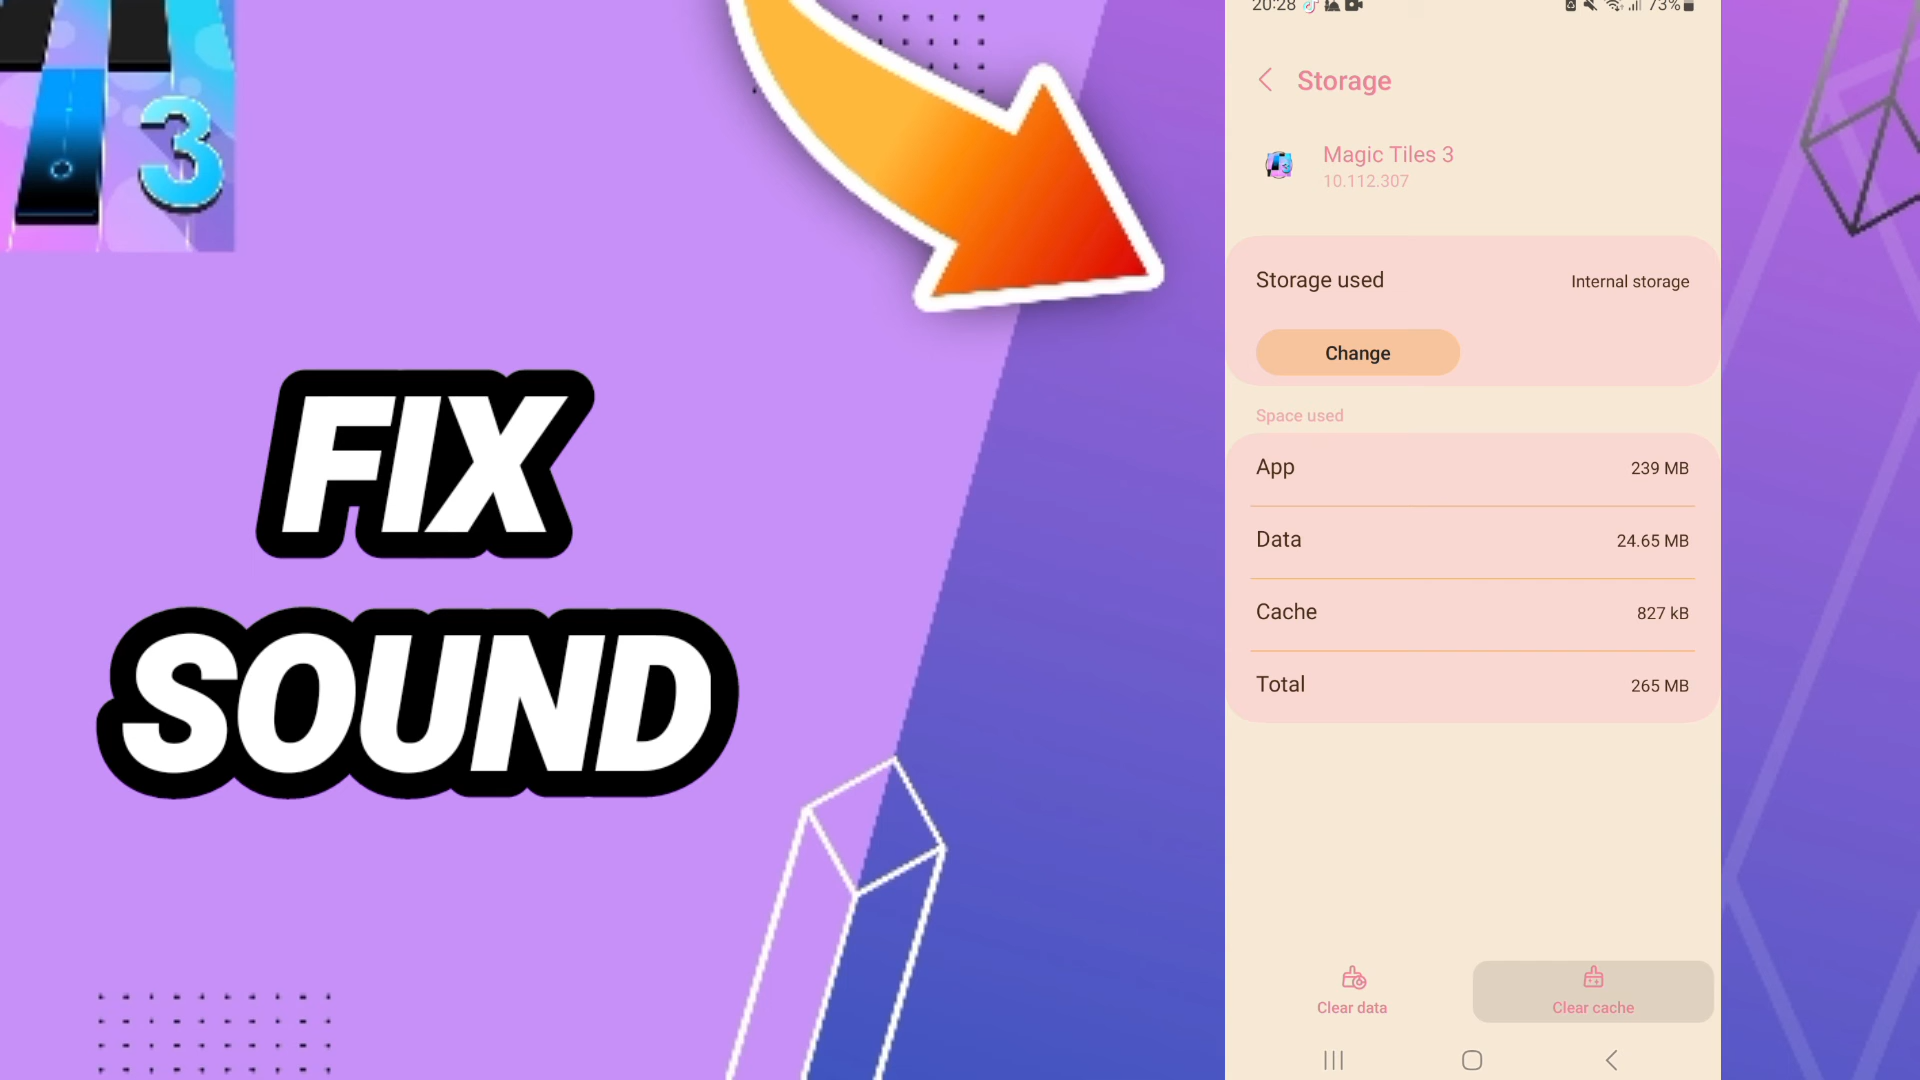 3
FIX
SOUND
20:28
73%
Storage
Magic Tiles 3
10.112.307
Storage used
Internal storage
Change
Space used
App
239 MB
Data
24.65 MB
Cache
827 kB
Total
265 MB
Clear data
Clear cache